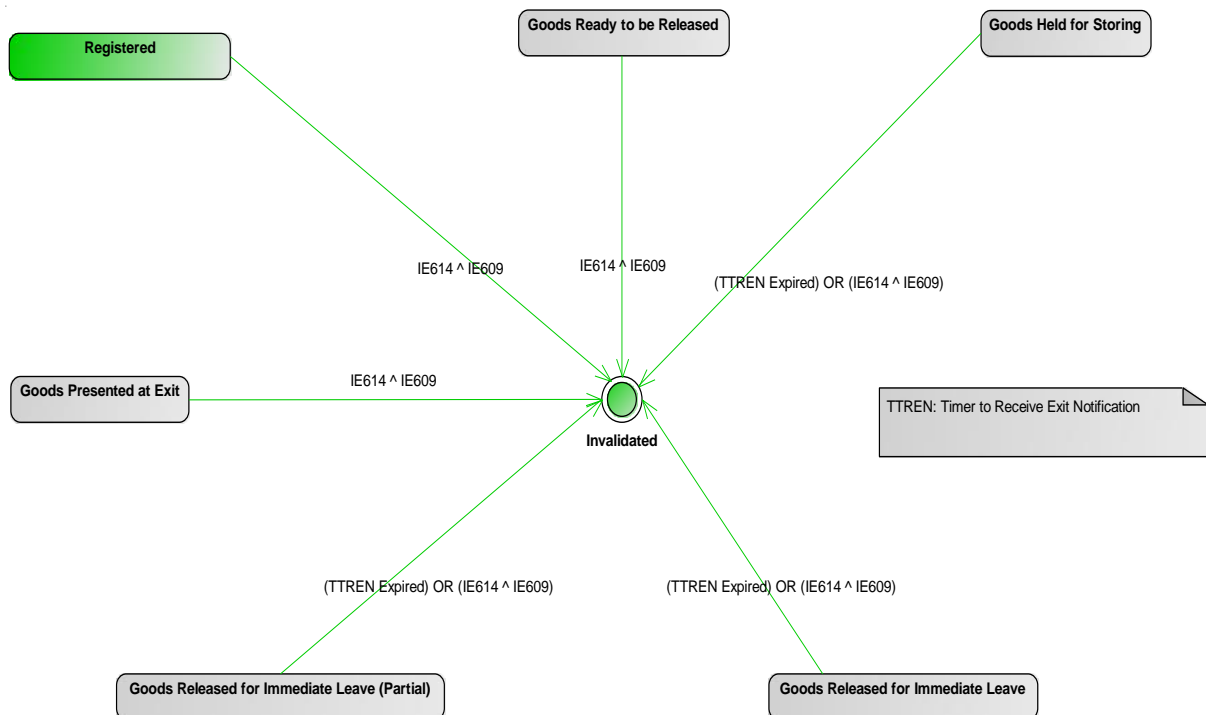 Goods Ready to be Released
Goods Held for Storing
Registered
IE614 ^ IE609
IE614 ^ IE609
(TTREN Expired) OR (IE614 ^ IE609)
Goods Presented at Exit
IE614 ^ IE609
TTREN: Timer to Receive Exit Notification
Invalidated
(TTREN Expired) OR (IE614 ^ IE609)
(TTREN Expired) OR (IE614 ^ IE609)
Goods Released for Immediate Leave (Partial)
Goods Released for Immediate Leave